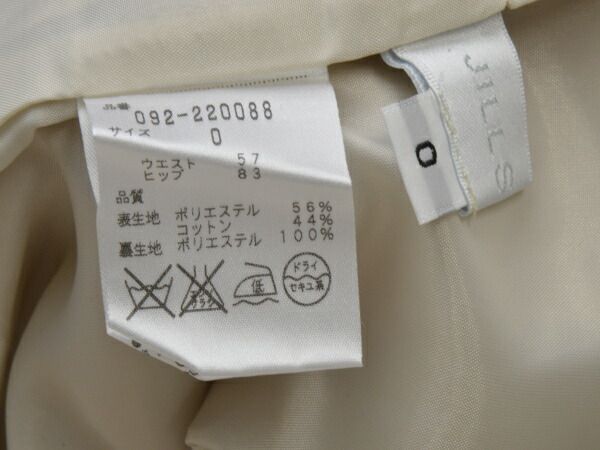 品番 092-220088
サイズ 0
ウエスト 57
ヒップ 83
品質
表生地 ポリエステル 56%
コットン 44%
裏生地 ポリエステル 100%
低
ドライ
セキユ系
JILLS
0